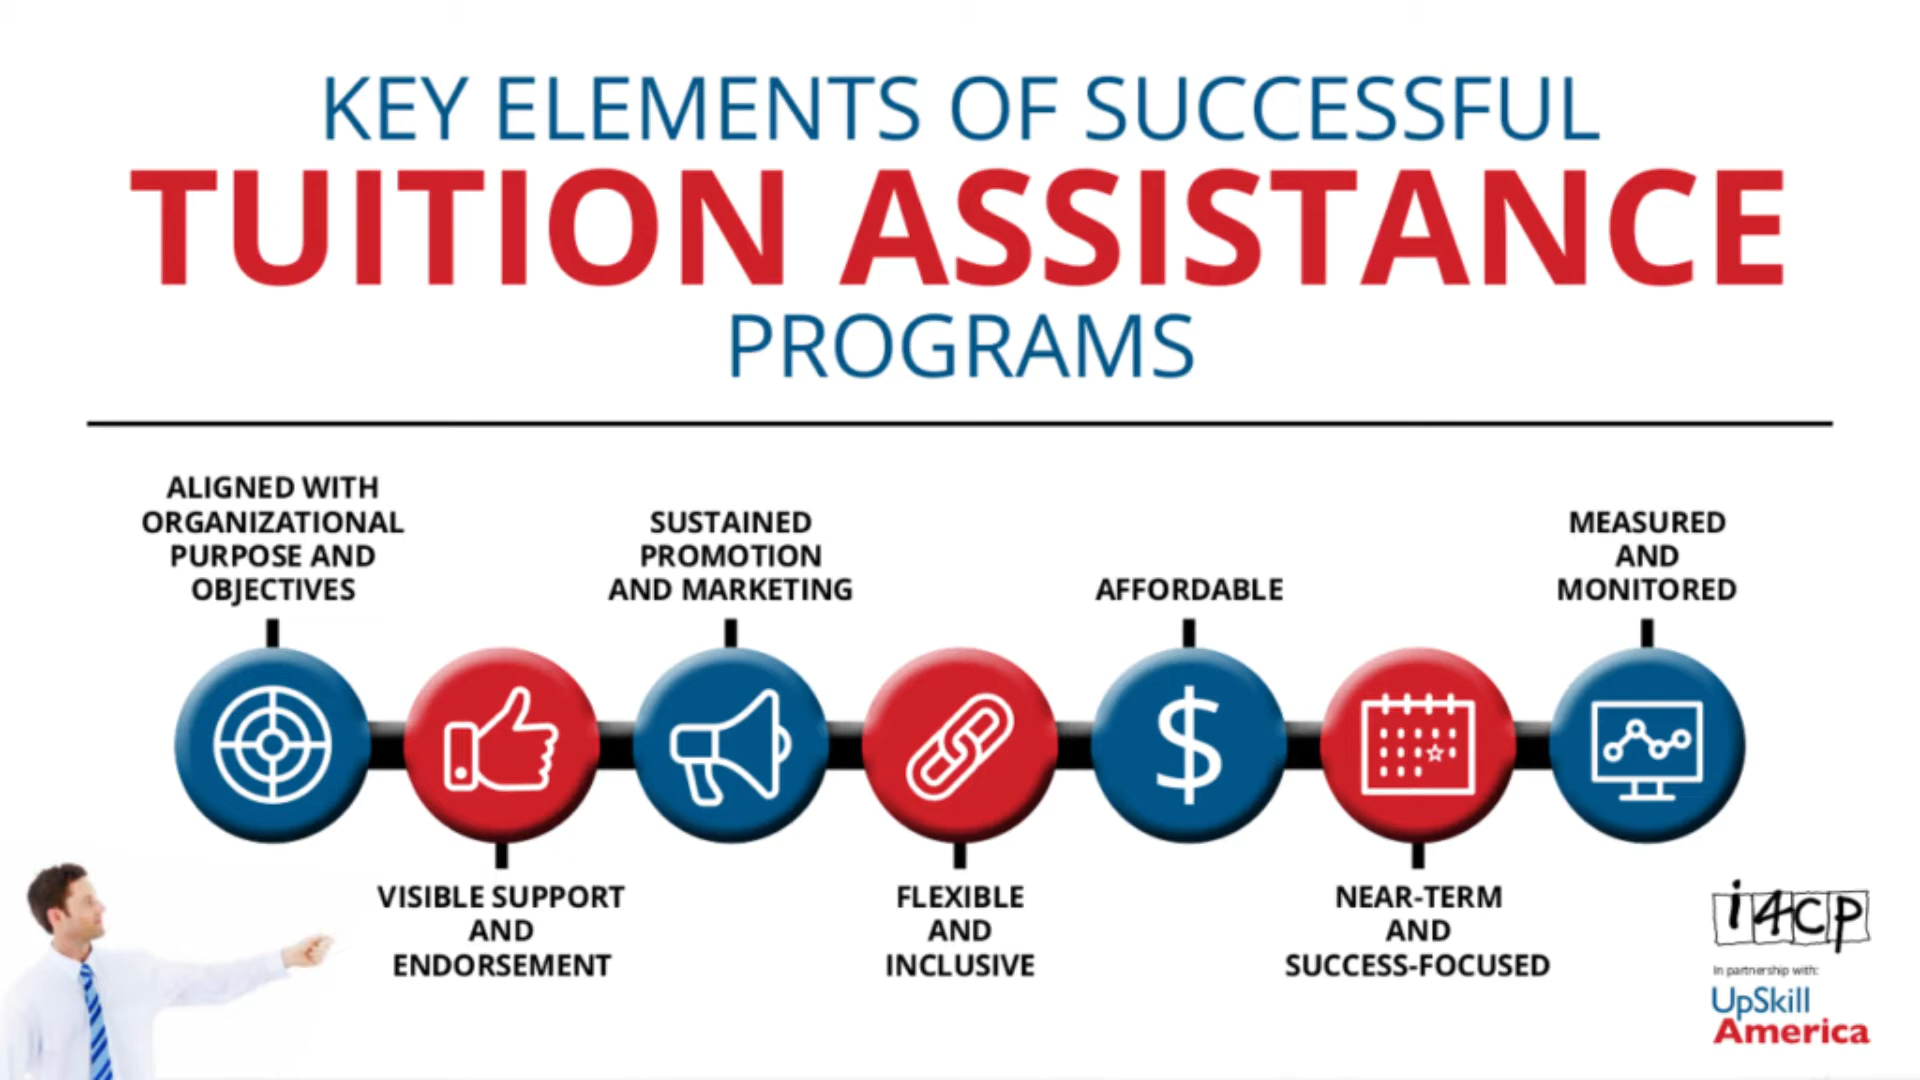 KEY ELEMENTS OF SUCCESSFUL
TUITION ASSISTANCE
PROGRAMS
ALIGNED WITH
ORGANIZATIONAL
PURPOSE AND
OBJECTIVES
VISIBLE SUPPORT
AND
ENDORSEMENT
SUSTAINED
PROMOTION
AND MARKETING
FLEXIBLE
AND
INCLUSIVE
AFFORDABLE
$
NEAR-TERM
AND
SUCCESS-FOCUSED
MEASURED
AND
MONITORED
i4cp
In partnership with:
UpSkill
America